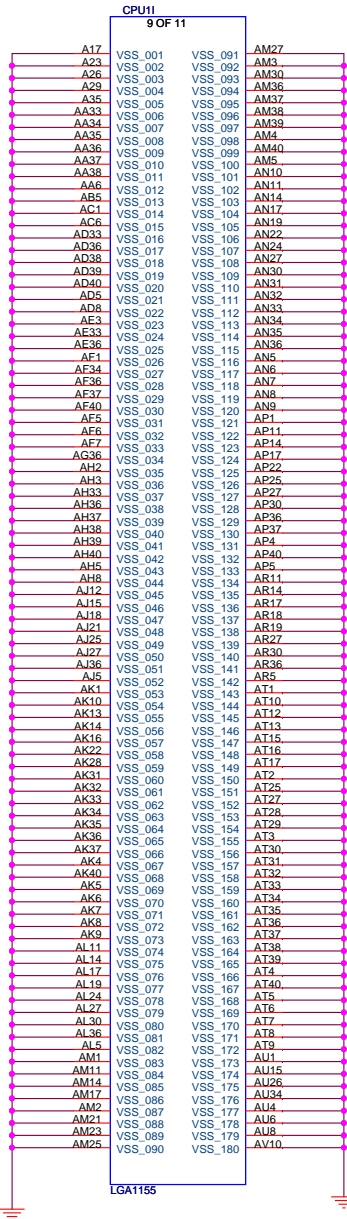 CPU1I
9 OF 11
A17 VSS_001 VSS_091 AM27
A23 VSS_002 VSS_092 AM3
A26 VSS_003 VSS_093 AM30
A29 VSS_004 VSS_094 AM36
A35 VSS_005 VSS_095 AM37
AA33 VSS_006 VSS_096 AM38
AA34 VSS_007 VSS_097 AM39
AA35 VSS_008 VSS_098 AM4
AA36 VSS_009 VSS_099 AM40
AA37 VSS_010 VSS_100 AM5
AA38 VSS_011 VSS_101 AN10
AA6 VSS_012 VSS_102 AN11
AB5 VSS_013 VSS_103 AN14
AC1 VSS_014 VSS_104 AN17
AC6 VSS_015 VSS_105 AN19
AD33 VSS_016 VSS_106 AN22
AD36 VSS_017 VSS_107 AN24
AD38 VSS_018 VSS_108 AN27
AD39 VSS_019 VSS_109 AN30
AD40 VSS_020 VSS_110 AN31
AD5 VSS_021 VSS_111 AN32
AD8 VSS_022 VSS_112 AN33
AE3 VSS_023 VSS_113 AN34
AE33 VSS_024 VSS_114 AN35
AE36 VSS_025 VSS_115 AN36
AF1 VSS_026 VSS_116 AN5
AF34 VSS_027 VSS_117 AN6
AF36 VSS_028 VSS_118 AN7
AF37 VSS_029 VSS_119 AN8
AF40 VSS_030 VSS_120 AN9
AF5 VSS_031 VSS_121 AP1
AF6 VSS_032 VSS_122 AP11
AF7 VSS_033 VSS_123 AP14
AG36 VSS_034 VSS_124 AP17
AH2 VSS_035 VSS_125 AP22
AH3 VSS_036 VSS_126 AP25
AH33 VSS_037 VSS_127 AP27
AH36 VSS_038 VSS_128 AP30
AH37 VSS_039 VSS_129 AP36
AH38 VSS_040 VSS_130 AP37
AH39 VSS_041 VSS_131 AP4
AH40 VSS_042 VSS_132 AP40
AH5 VSS_043 VSS_133 AP5
AH8 VSS_044 VSS_134 AR11
AJ12 VSS_045 VSS_135 AR14
AJ15 VSS_046 VSS_136 AR17
AJ18 VSS_047 VSS_137 AR18
AJ21 VSS_048 VSS_138 AR19
AJ25 VSS_049 VSS_139 AR27
AJ27 VSS_050 VSS_140 AR30
AJ36 VSS_051 VSS_141 AR36
AJ5 VSS_052 VSS_142 AR5
AK1 VSS_053 VSS_143 AT1
AK10 VSS_054 VSS_144 AT10
AK13 VSS_055 VSS_145 AT12
AK14 VSS_056 VSS_146 AT13
AK16 VSS_057 VSS_147 AT15
AK22 VSS_058 VSS_148 AT16
AK28 VSS_059 VSS_149 AT17
AK31 VSS_060 VSS_150 AT2
AK32 VSS_061 VSS_151 AT25
AK33 VSS_062 VSS_152 AT27
AK34 VSS_063 VSS_153 AT28
AK35 VSS_064 VSS_154 AT29
AK36 VSS_065 VSS_155 AT3
AK37 VSS_066 VSS_156 AT30
AK4 VSS_067 VSS_157 AT31
AK40 VSS_068 VSS_158 AT32
AK5 VSS_069 VSS_159 AT33
AK6 VSS_070 VSS_160 AT34
AK7 VSS_071 VSS_161 AT35
AK8 VSS_072 VSS_162 AT36
AK9 VSS_073 VSS_163 AT37
AL11 VSS_074 VSS_164 AT38
AL14 VSS_075 VSS_165 AT39
AL17 VSS_076 VSS_166 AT4
AL19 VSS_077 VSS_167 AT40
AL24 VSS_078 VSS_168 AT5
AL27 VSS_079 VSS_169 AT6
AL30 VSS_080 VSS_170 AT7
AL36 VSS_081 VSS_171 AT8
AL5 VSS_082 VSS_172 AT9
AM1 VSS_083 VSS_173 AU1
AM11 VSS_084 VSS_174 AU15
AM14 VSS_085 VSS_175 AU26
AM17 VSS_086 VSS_176 AU34
AM2 VSS_087 VSS_177 AU4
AM21 VSS_088 VSS_178 AU6
AM23 VSS_089 VSS_179 AU8
AM25 VSS_090 VSS_180 AV10
LGA1155